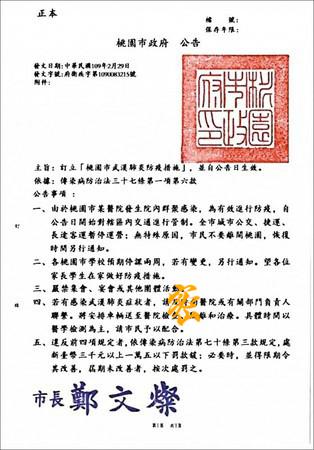 正本
檔　　號：
保存年限：
桃園市政府　公告
發文日期：中華民國109年2月29日
發文字號：府衛疾字第1090083215號
附件：
桃園市政府印
主旨：訂立「桃園市武漢肺炎防疫措施」，並自公告日生效。
依據：傳染病防治法三十七條一項第六款
公告事項：
一、由於桃園市某醫院發生院內群聚感染，為有效進行防疫，自
公告日開始對轄區內交通進行管制。全市城市公交、捷運、
長途客運暫停運營；無特殊原因，市民不要離開桃園，恢復
時間另行通知。
二、各桃園市學校預期停課兩周，若有變更，另行通知。望各位
家長學生在家做好防疫措施。
三、嚴禁集會、宴會或其他團體活動。
四、若有感染武漢肺炎症狀者，請
醫院或有關部門負責人
聯繫。將安排車輛送至醫院檢
離和治療。具體時間以
醫學檢測為主，請市民予以配合。
五、違反前四項規定者，依傳染病防治法第七十條第三款規定，處
新臺幣三千元以上一萬五以下罰款緩；必要時，並得限期令
其改善，屆期未改善者，按次處罰之。
訂
線
假
市長 鄭文燦
第1頁　共1頁